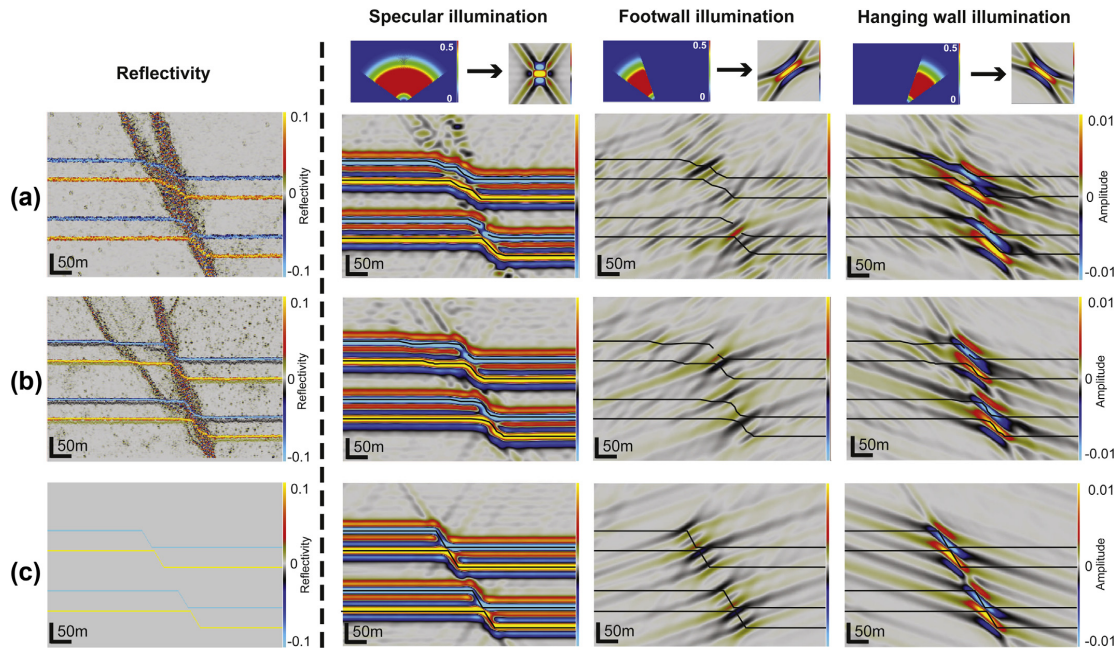 Specular illumination
Footwall illumination
Hanging wall illumination
Reflectivity
0.5
0
0.5
0
0.5
0
(a)
0.1
0
-0.1
Reflectivity
50m
50m
50m
50m
0.01
0
-0.01
Amplitude
(b)
0.1
0
-0.1
Reflectivity
50m
50m
50m
50m
0.01
0
-0.01
Amplitude
(c)
0.1
0
-0.1
Reflectivity
50m
50m
50m
50m
0.01
0
-0.01
Amplitude